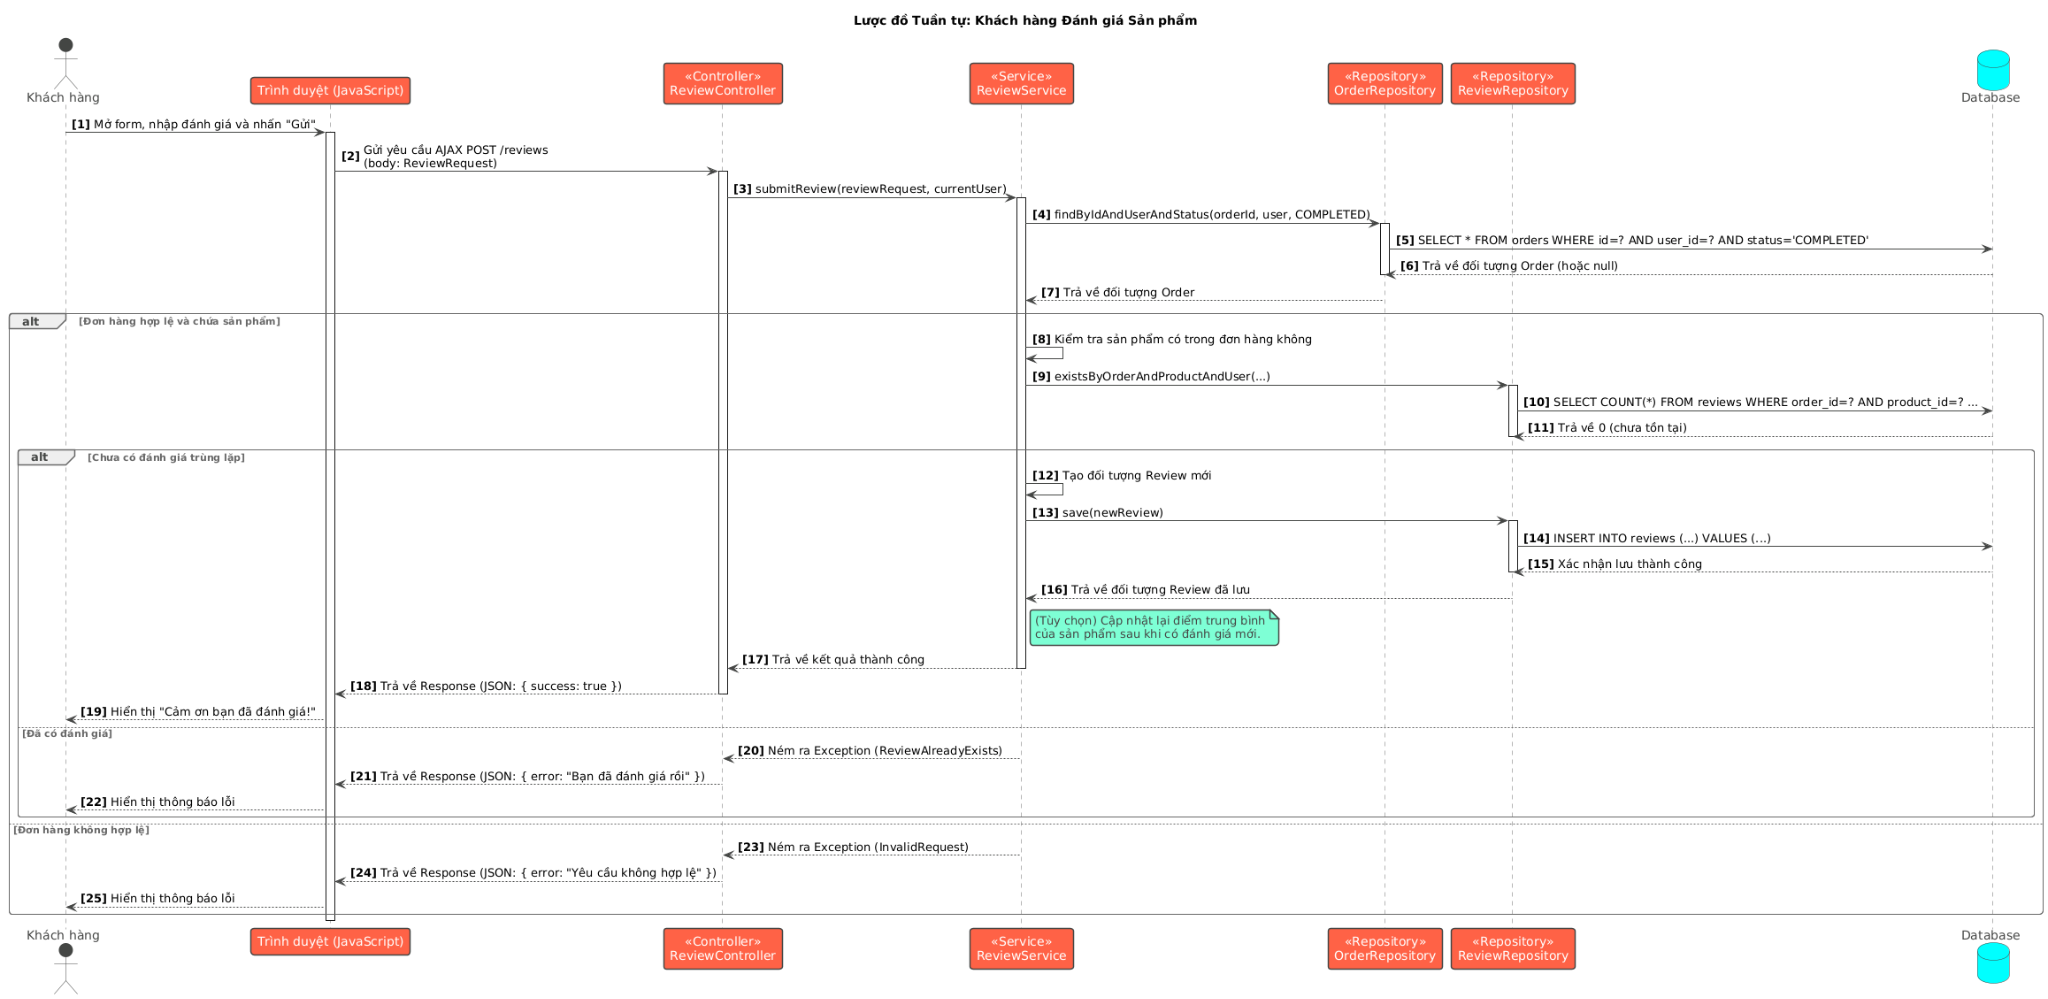 Lược đồ Tuần tự: Khách hàng Đánh giá Sản phẩm
Khách hàng
Trình duyệt (JavaScript)
«Controller»
ReviewController
«Service»
ReviewService
«Repository»
OrderRepository
«Repository»
ReviewRepository
Database
[1] Mở form, nhập đánh giá và nhấn "Gửi"
[2] Gửi yêu cầu AJAX POST /reviews
(body: ReviewRequest)
[3] submitReview(reviewRequest, currentUser)
[4] findByIdAndUserAndStatus(orderId, user, COMPLETED)
[5] SELECT * FROM orders WHERE id=? AND user_id=? AND status='COMPLETED'
[6] Trả về đối tượng Order (hoặc null)
[7] Trả về đối tượng Order
alt [Đơn hàng hợp lệ và chứa sản phẩm]
[8] Kiểm tra sản phẩm có trong đơn hàng không
[9] existsByOrderAndProductAndUser(...)
[10] SELECT COUNT(*) FROM reviews WHERE order_id=? AND product_id=? ...
[11] Trả về 0 (chưa tồn tại)
alt [Chưa có đánh giá trùng lặp]
[12] Tạo đối tượng Review mới
[13] save(newReview)
[14] INSERT INTO reviews (...) VALUES (...)
[15] Xác nhận lưu thành công
[16] Trả về đối tượng Review đã lưu
(Tùy chọn) Cập nhật lại điểm trung bình
của sản phẩm sau khi có đánh giá mới.
[17] Trả về kết quả thành công
[18] Trả về Response (JSON: { success: true })
[19] Hiển thị "Cảm ơn bạn đã đánh giá!"
[Đã có đánh giá]
[20] Ném ra Exception (ReviewAlreadyExists)
[21] Trả về Response (JSON: { error: "Bạn đã đánh giá rồi" })
[22] Hiển thị thông báo lỗi
[Đơn hàng không hợp lệ]
[23] Ném ra Exception (InvalidRequest)
[24] Trả về Response (JSON: { error: "Yêu cầu không hợp lệ" })
[25] Hiển thị thông báo lỗi
Khách hàng
Trình duyệt (JavaScript)
«Controller»
ReviewController
«Service»
ReviewService
«Repository»
OrderRepository
«Repository»
ReviewRepository
Database